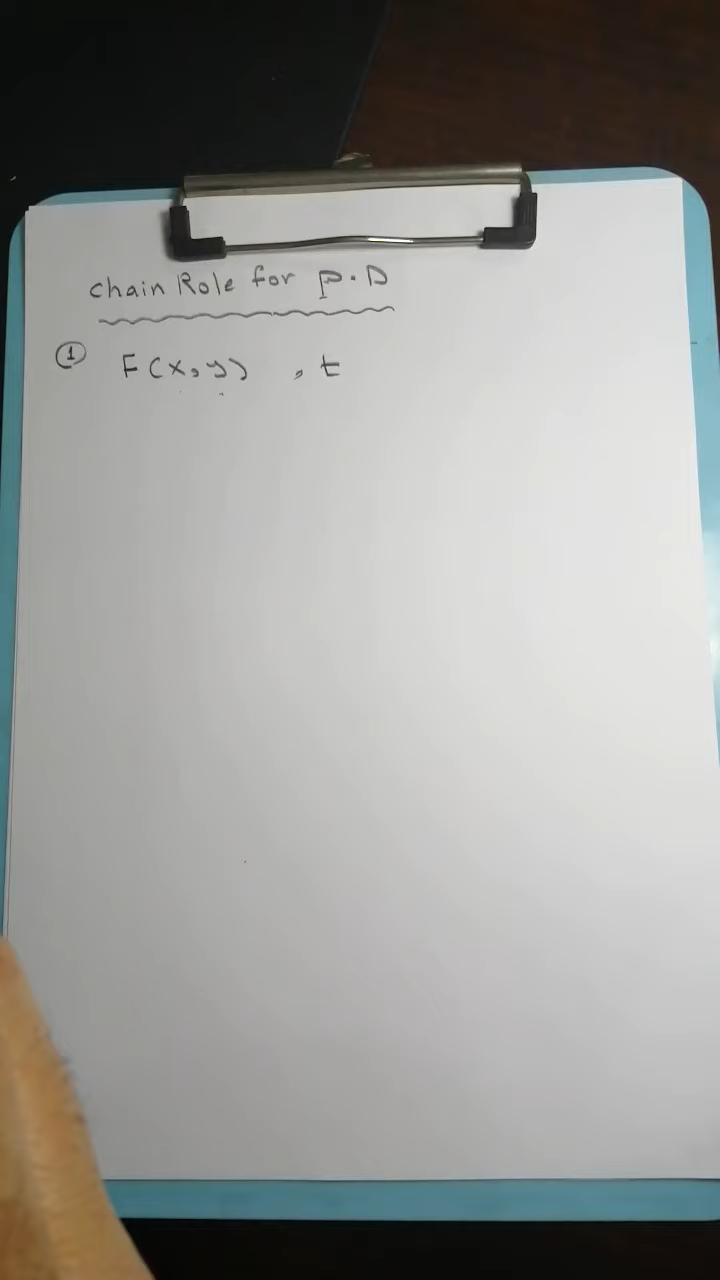 chain Role for P.D
① F(x,y) , t